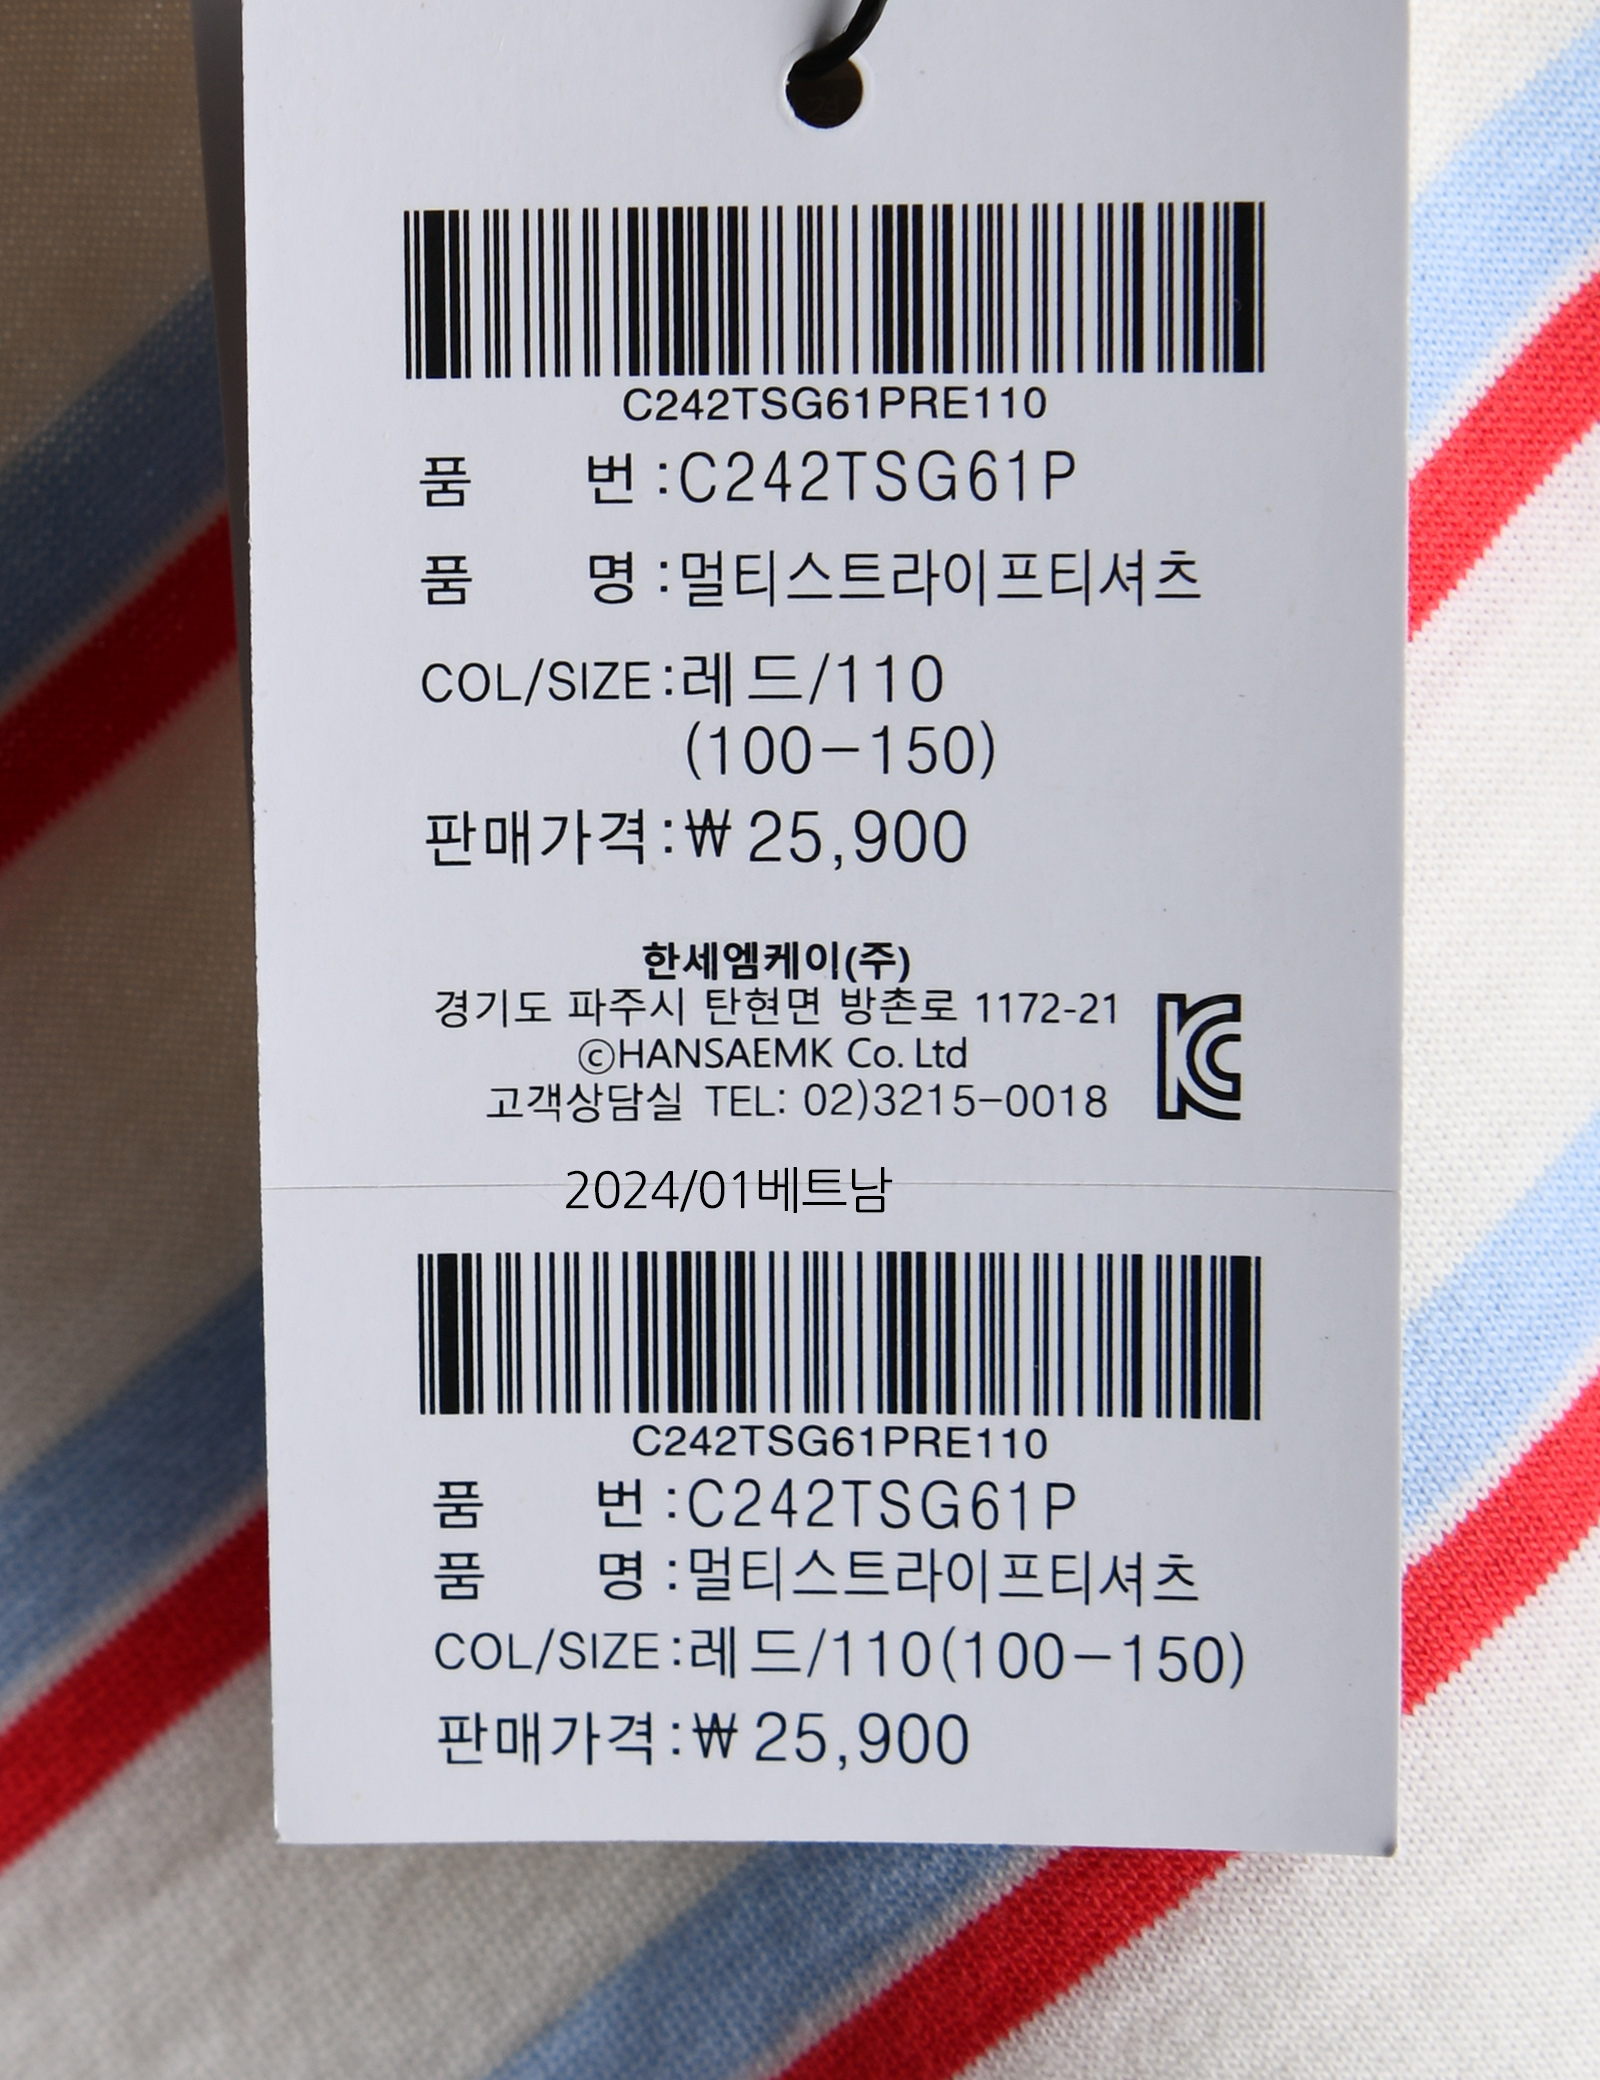 C242TSG61PRE110
품 번 :C242TSG61P
품 명 :멀티스트라이프티셔츠
COL/SIZE:레드/110
(100-150)
판매가격:₩25,900
한세엠케이(주)
경기도 파주시 탄현면 방촌로 1172-21
ⓒHANSAEMK Co. Ltd
고객상담실 TEL: 02)3215-0018
2024/01베트남
C242TSG61PRE110
품 번 :C242TSG61P
품 명 :멀티스트라이프티셔츠
COL/SIZE:레드/110(100-150)
판매가격:₩25,900